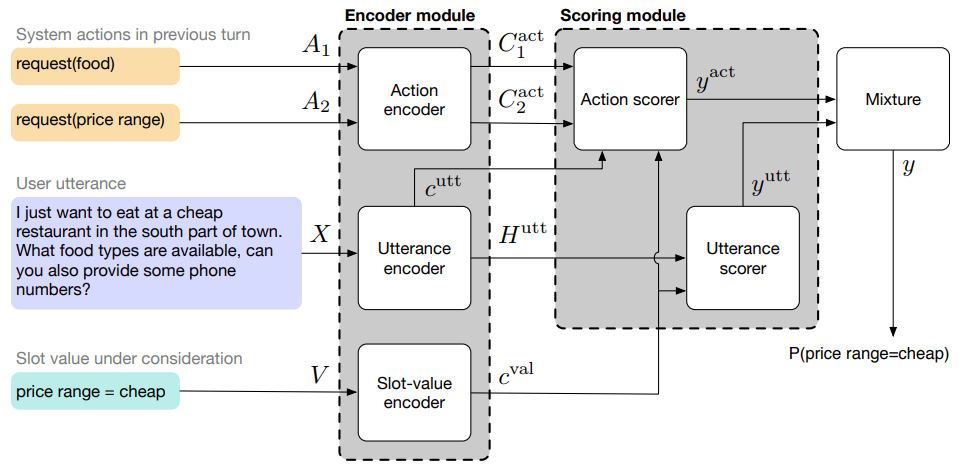 Encoder module
Scoring module
System actions in previous turn
request(food)
A₁
Action
encoder
C₁ᵃᶜᵗ
Action scorer
yᵃᶜᵗ
Mixture
request(price range)
A₂
C₂ᵃᶜᵗ
cᵘᵗᵗ
yᵘᵗᵗ
y
User utterance
I just want to eat at a cheap
restaurant in the south part of town.
What food types are available, can
you also provide some phone
numbers?
X
Utterance
encoder
Hᵘᵗᵗ
Utterance
scorer
P(price range=cheap)
Slot value under consideration
price range = cheap
V
Slot-value
encoder
cᵛᵃˡ